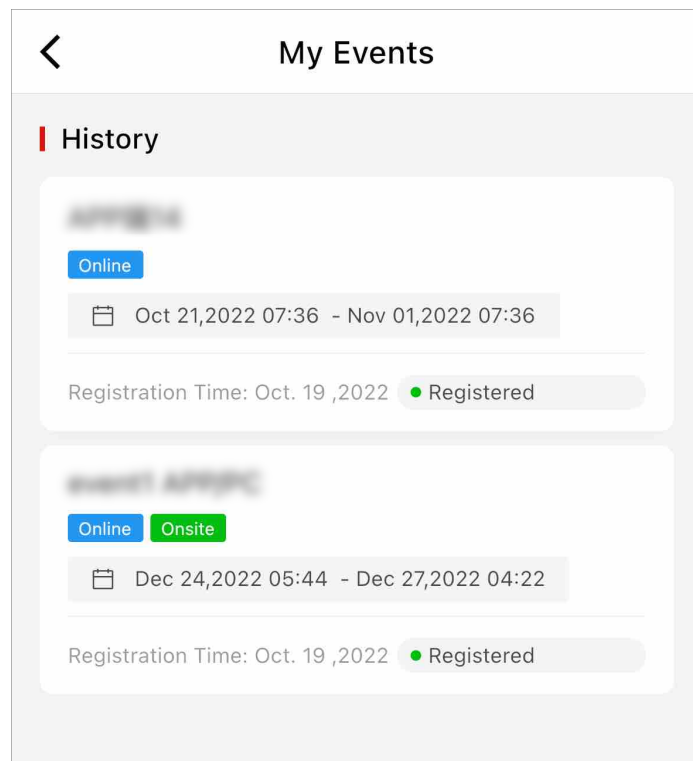 My Events
History
Online
Oct 21,2022 07:36 - Nov 01,2022 07:36
Registration Time: Oct. 19 ,2022 Registered
Online Onsite
Dec 24,2022 05:44 - Dec 27,2022 04:22
Registration Time: Oct. 19 ,2022 Registered